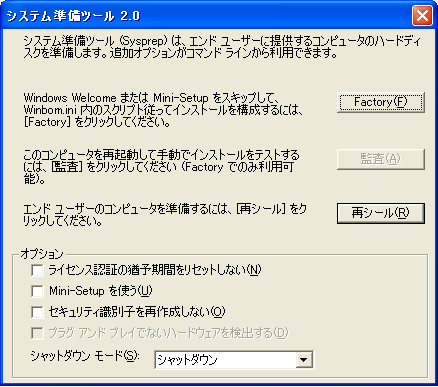 システム準備ツール 2.0
システム準備ツール (Sysprep) は、エンド ユーザーに提供するコンピュータのハードディ
スクを準備します。追加オプションがコマンド ラインから利用できます。
Windows Welcome または Mini-Setup をスキップして、
Winbom.ini 内のスクリプト従ってインストールを構成するには、
[Factory] をクリックしてください。
Factory(F)
このコンピュータを再起動して手動でインストールをテストする
には、[監査] をクリックしてください (Factory でのみ利用可
能)。
監査(A)
エンド ユーザーのコンピュータを準備するには、[再シール] をク
リックしてください。
再シール(R)
オプション
ライセンス認証の猶予期間をリセットしない(N)
Mini-Setup を使う(U)
セキュリティ識別子を再作成しない(O)
プラグ アンド プレイでないハードウェアを検出する(D)
シャットダウン モード(S):
シャットダウン